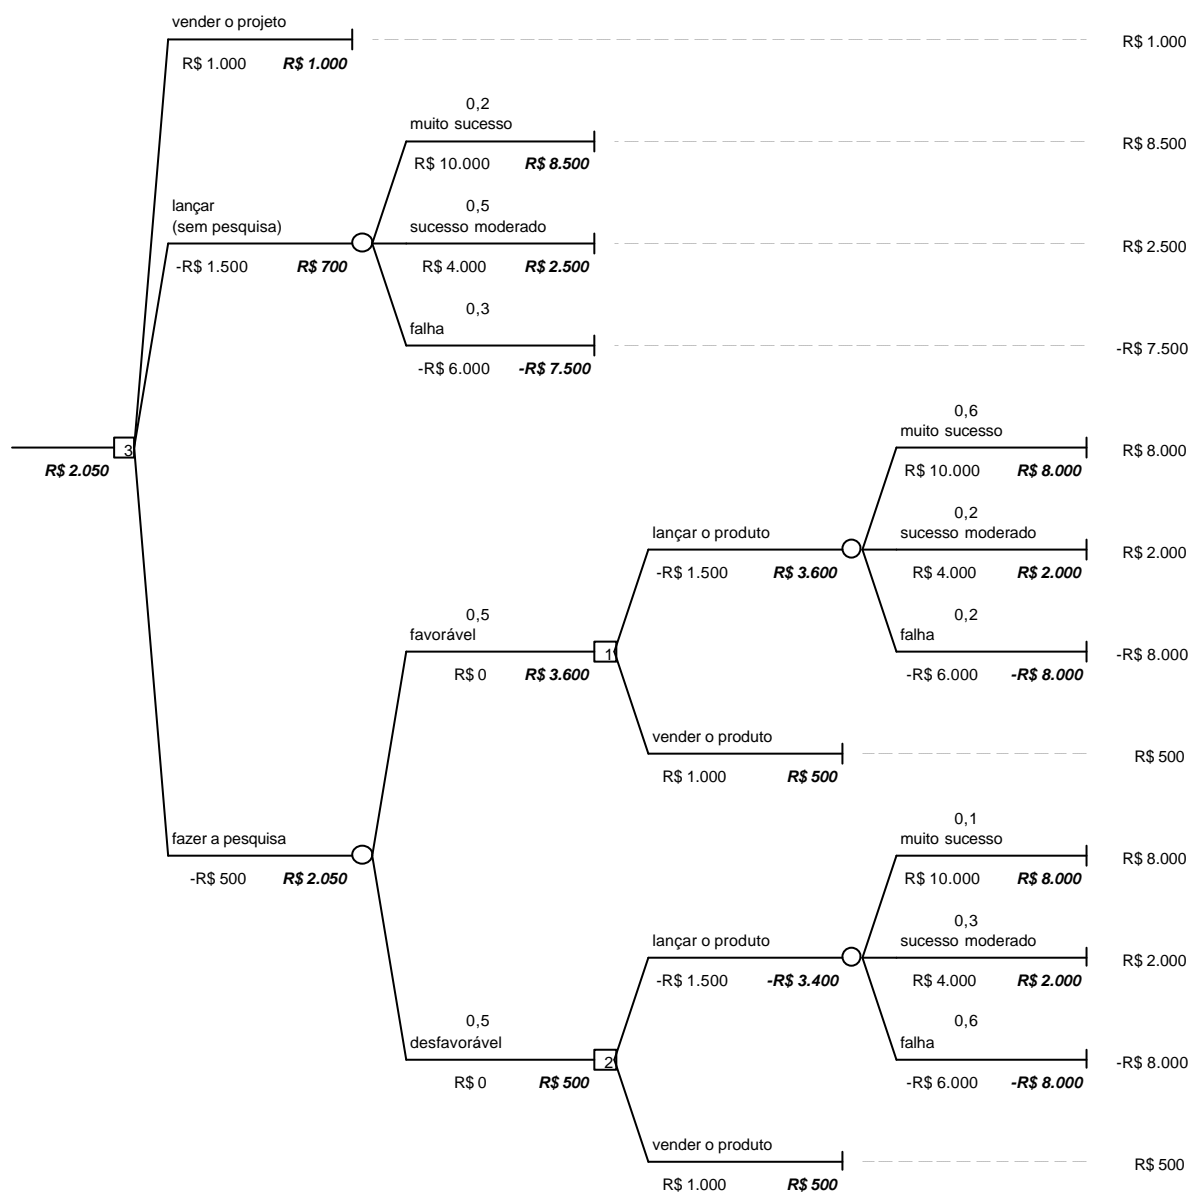 vender o projeto
R$ 1.000 R$ 1.000 R$ 1.000
0,2
muito sucesso
R$ 10.000 R$ 8.500 R$ 8.500
lançar
(sem pesquisa)
-R$ 1.500 R$ 700
0,5
sucesso moderado
R$ 4.000 R$ 2.500 R$ 2.500
0,3
falha
-R$ 6.000 -R$ 7.500 -R$ 7.500
3
R$ 2.050
0,6
muito sucesso
R$ 10.000 R$ 8.000 R$ 8.000
lançar o produto
-R$ 1.500 R$ 3.600
0,2
sucesso moderado
R$ 4.000 R$ 2.000 R$ 2.000
0,5
favorável
R$ 0 R$ 3.600
1
0,2
falha
-R$ 6.000 -R$ 8.000 -R$ 8.000
vender o produto
R$ 1.000 R$ 500 R$ 500
fazer a pesquisa
-R$ 500 R$ 2.050
0,1
muito sucesso
R$ 10.000 R$ 8.000 R$ 8.000
lançar o produto
-R$ 1.500 -R$ 3.400
0,3
sucesso moderado
R$ 4.000 R$ 2.000 R$ 2.000
0,5
desfavorável
R$ 0 R$ 500
2
0,6
falha
-R$ 6.000 -R$ 8.000 -R$ 8.000
vender o produto
R$ 1.000 R$ 500 R$ 500